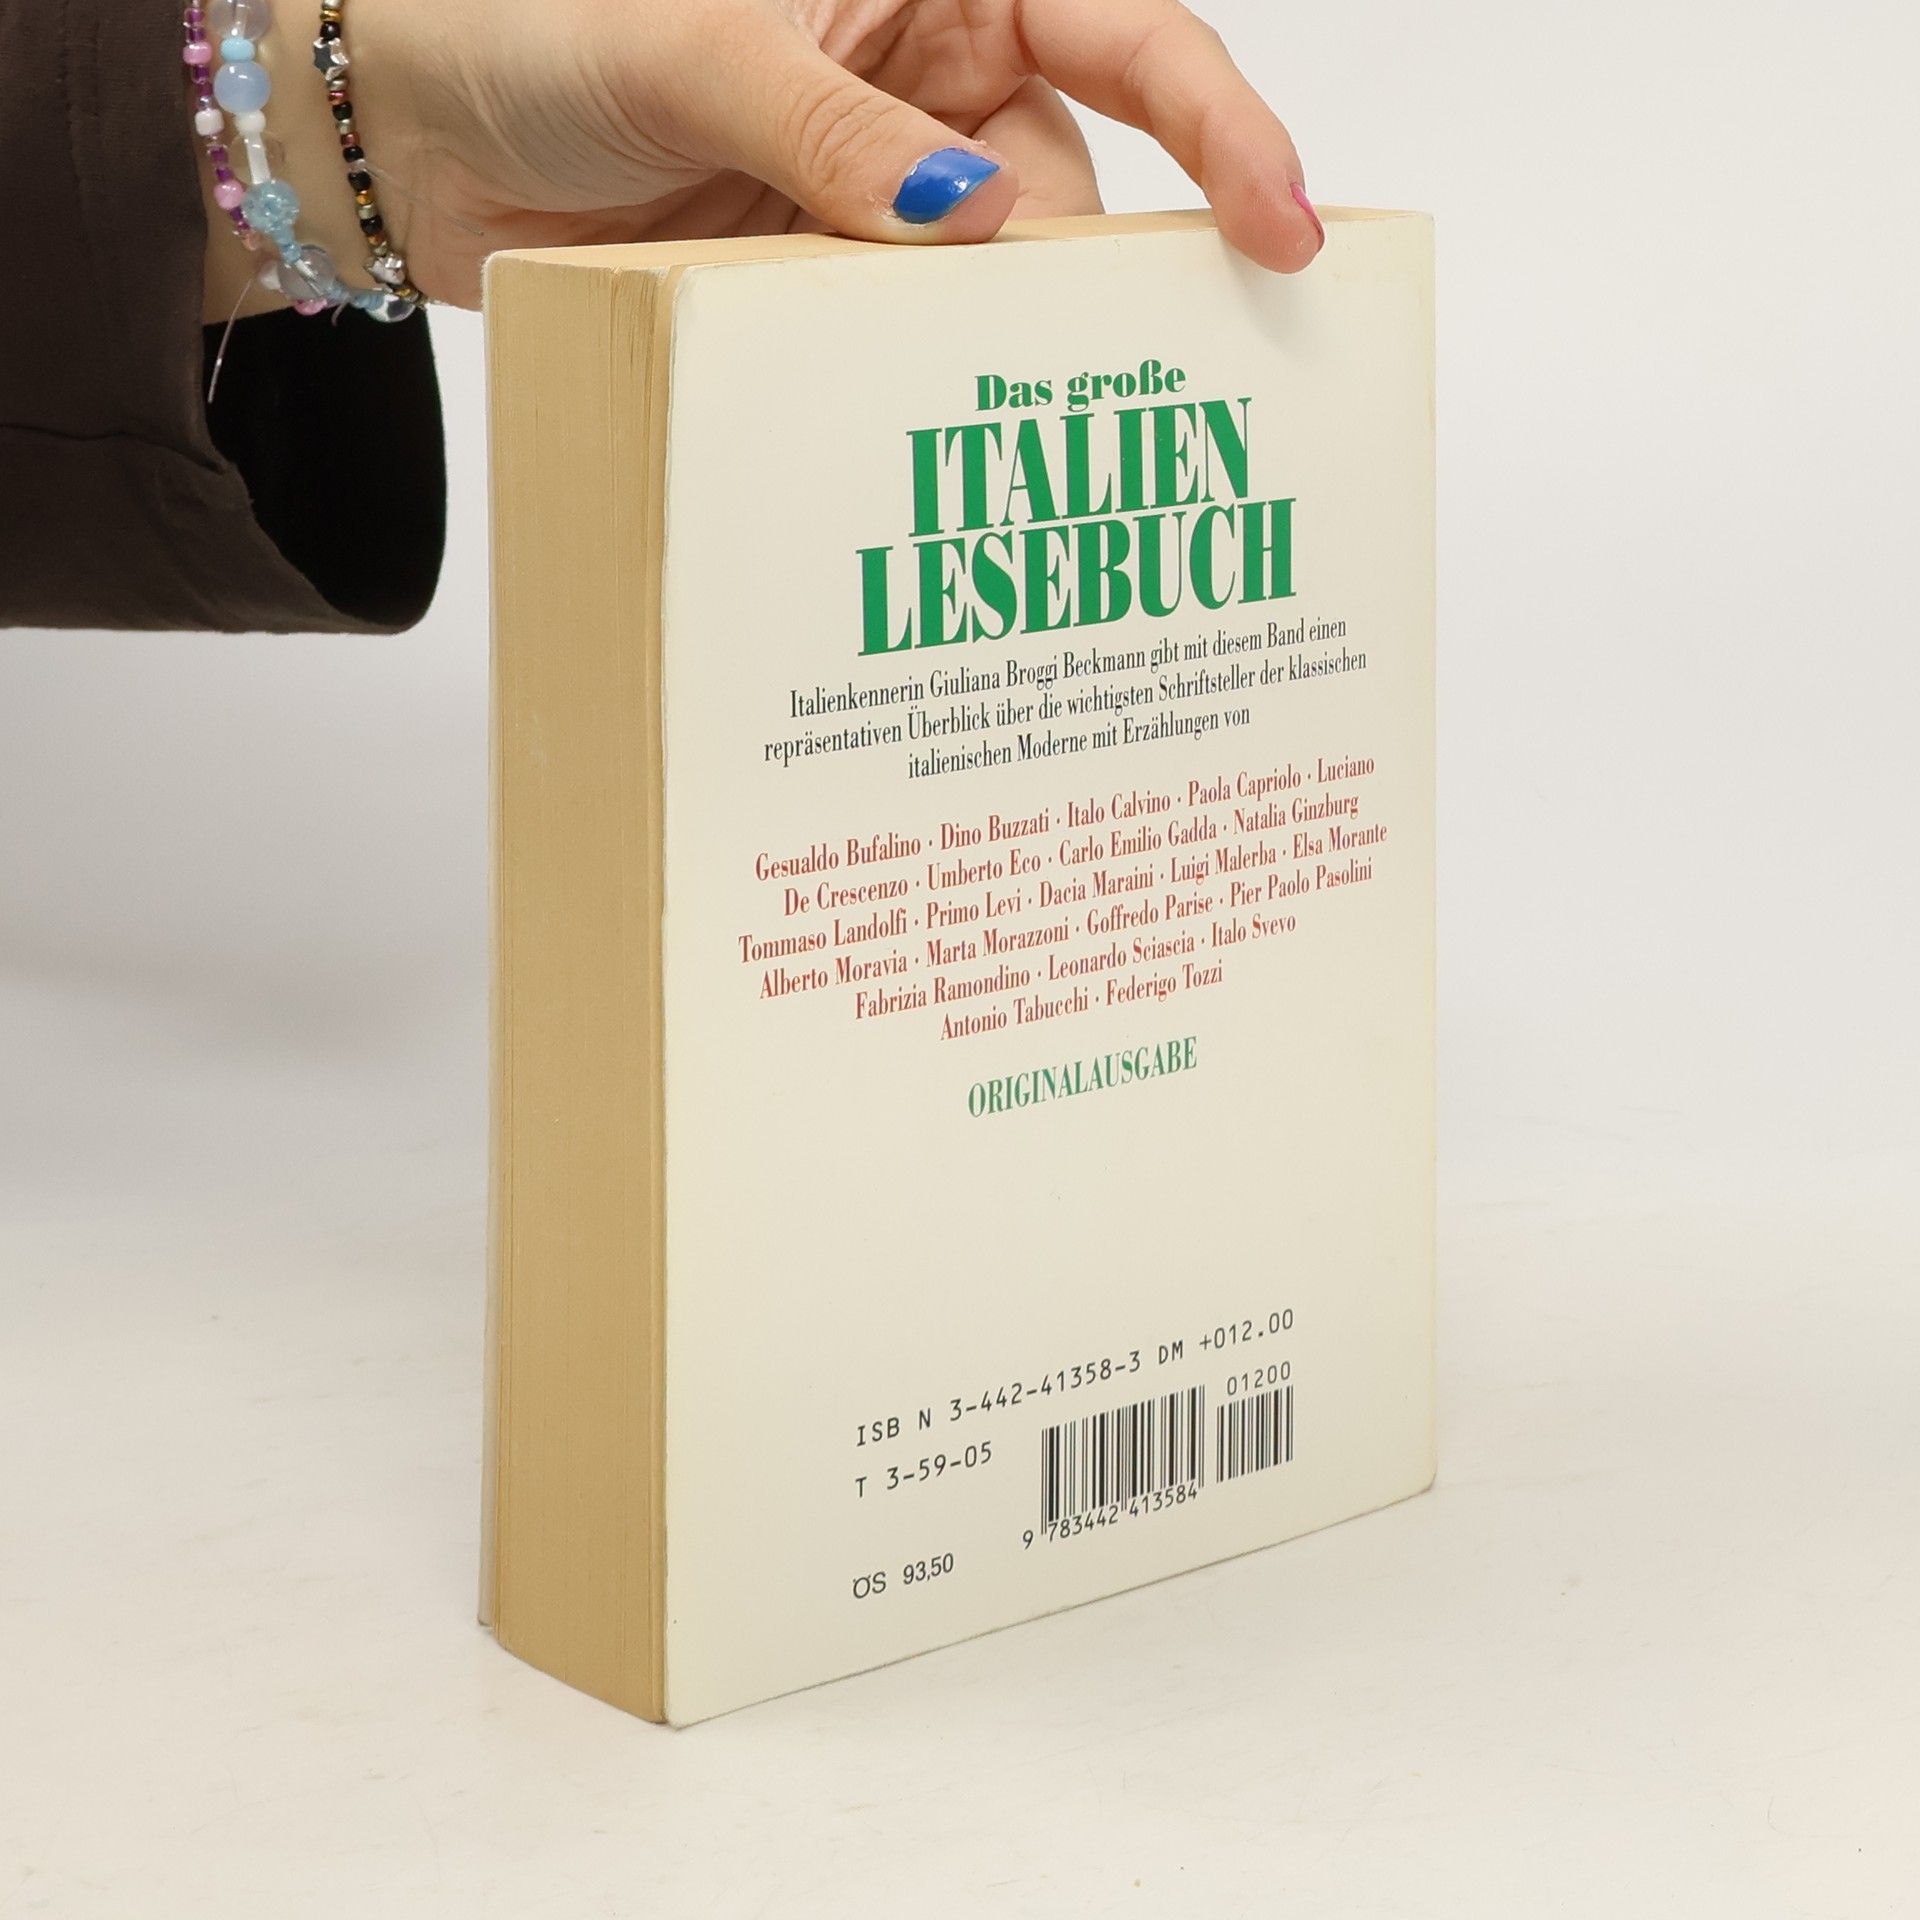 Das große
ITALIEN
LESEBUCH
Italienkennerin Giuliana Broggi Beckmann gibt mit diesem Band einen
repräsentativen Überblick über die wichtigsten Schriftsteller der klassischen
italienischen Moderne mit Erzählungen von
Gesualdo Bufalino · Dino Buzzati · Italo Calvino · Paola Capriolo · Luciano
De Crescenzo · Umberto Eco · Carlo Emilio Gadda · Natalia Ginzburg
Tommaso Landolfi · Primo Levi · Dacia Maraini · Luigi Malerba · Elsa Morante
Alberto Moravia · Marta Morazzoni · Goffredo Parise · Pier Paolo Pasolini
Fabrizia Ramondino · Leonardo Sciascia · Italo Svevo
Antonio Tabucchi · Federigo Tozzi
ORIGINALAUSGABE
ISB N 3-442-41358-3 DM +012.00
T 3-59-05
01200
9 783442 413584
ÖS 93,50